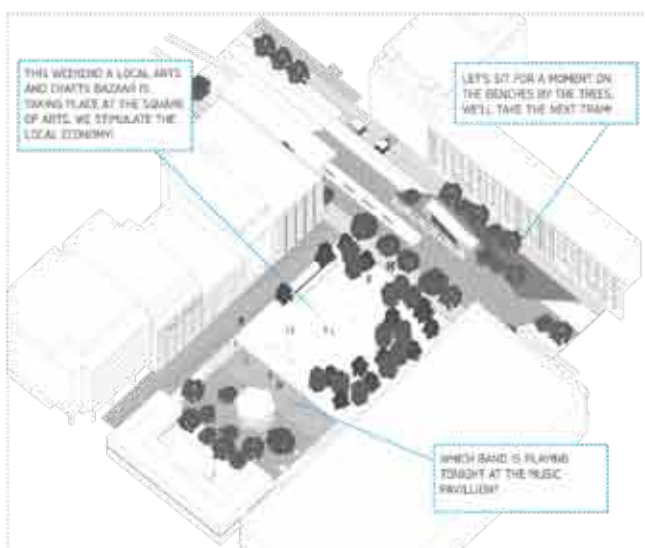 THIS WEEKEND A LOCAL ARTS
AND CRAFTS BAZAAR IS
TAKING PLACE AT THE SQUARE
OF ARTS. WE STIMULATE THE
LOCAL ECONOMY!
LET'S SIT FOR A MOMENT ON
THE BENCHES BY THE TREES.
WE'LL TAKE THE NEXT TRAM!
WHICH BAND IS PLAYING
TONIGHT AT THE MUSIC
PAVILLION?